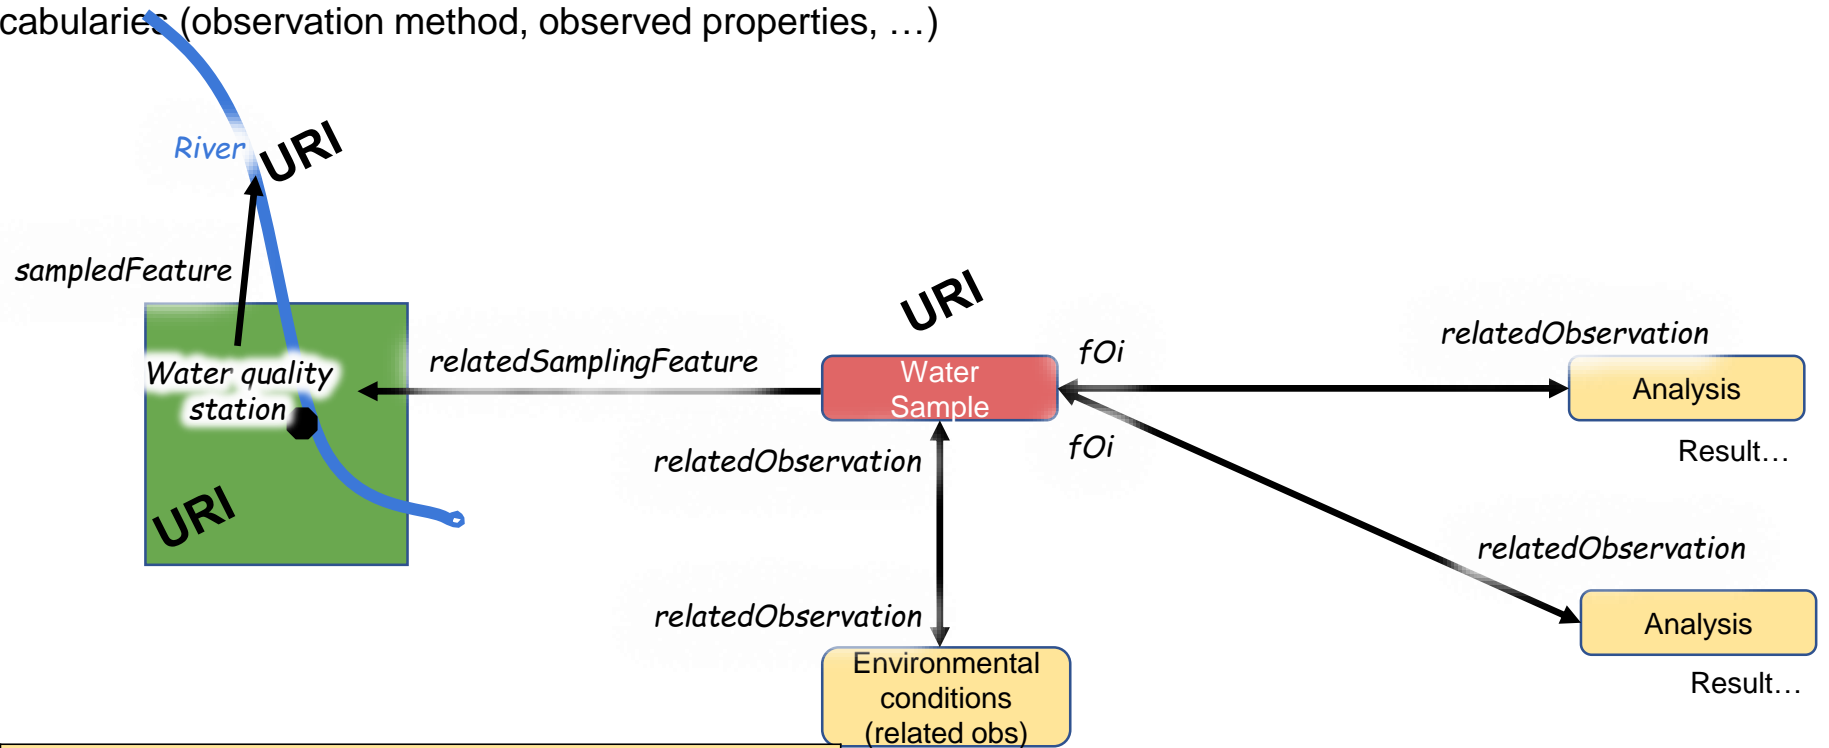 cabularies (observation method, observed properties, …)
River
URI
sampledFeature
Water quality
station
URI
relatedSamplingFeature
URI
Water
Sample
fOi
relatedObservation
Analysis
Result…
fOi
relatedObservation
relatedObservation
Analysis
Result…
relatedObservation
Environmental
conditions
(related obs)